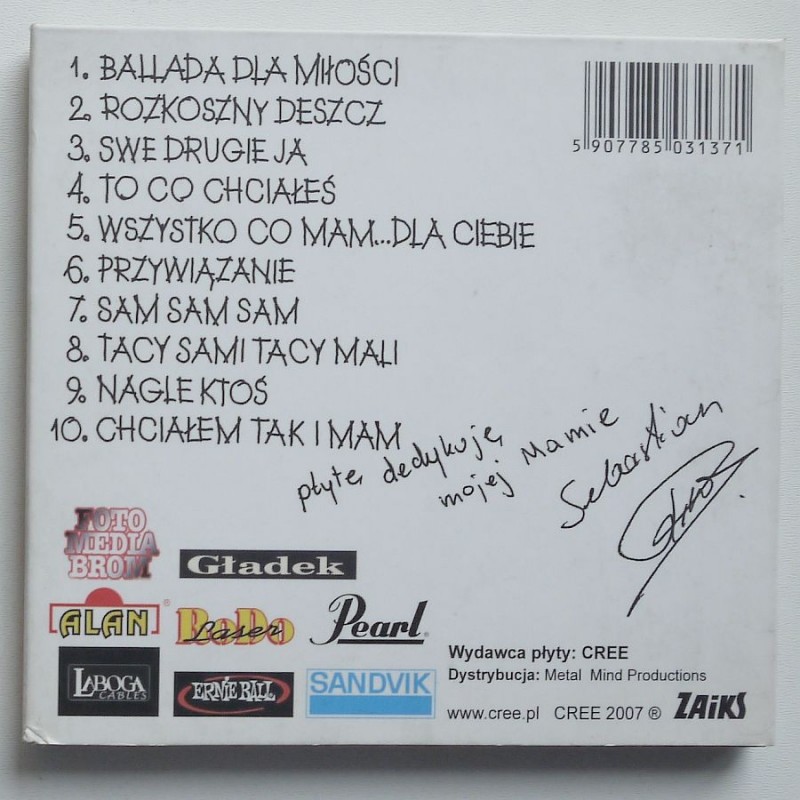 1. BALLADA DLA MIŁOŚCI
2. ROZKOSZNY DESZCZ
3. SWE DRUGIE JA
4. TO CO CHCIAŁEŚ
5. WSZYSTKO CO MAM...DLA CIEBIE
6. PRZYWIĄZANIE
7. SAM SAM SAM
8. TACY SAMI TACY MALI
9. NAGLE KTOŚ
10. CHCIAŁEM TAK I MAM
5 907785 031371
płytę dedykuję
mojej Mamie
Sebastian
FOTO
MEDIA
BROM
Gładek
ALAN®
RoDo
Laser
Pearl
LABOGA
CABLES
ERNIE BALL
SANDVIK
Wydawca płyty: CREE
Dystrybucja: Metal Mind Productions
www.cree.pl CREE 2007 ®
ZAiKS